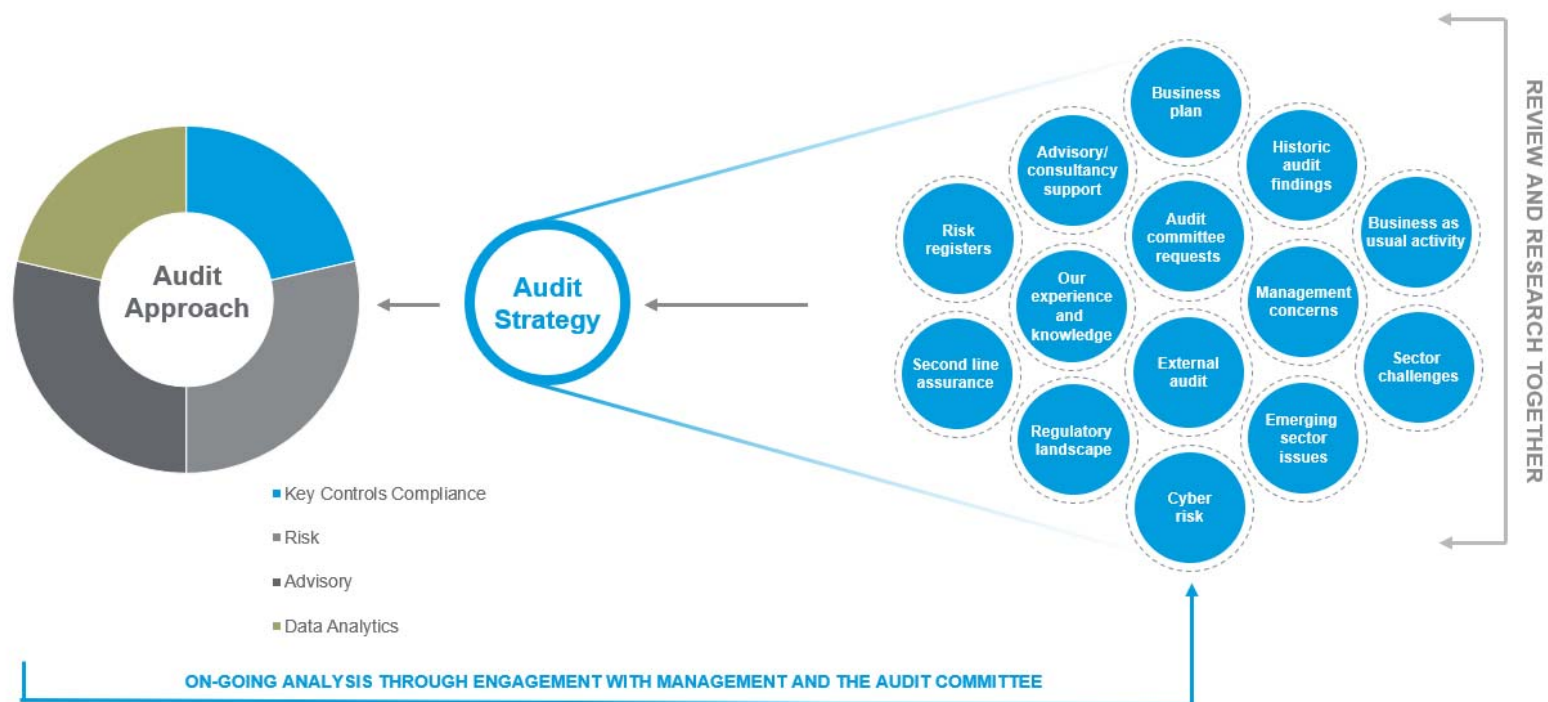 Audit
Approach
Key Controls Compliance
Risk
Advisory
Data Analytics
Audit
Strategy
Business
plan
Advisory/
consultancy
support
Historic
audit
findings
Risk
registers
Audit
committee
requests
Business as
usual activity
Our
experience
and
knowledge
Management
concerns
Second line
assurance
External
audit
Sector
challenges
Regulatory
landscape
Emerging
sector
issues
Cyber
risk
REVIEW AND RESEARCH TOGETHER
ON-GOING ANALYSIS THROUGH ENGAGEMENT WITH MANAGEMENT AND THE AUDIT COMMITTEE